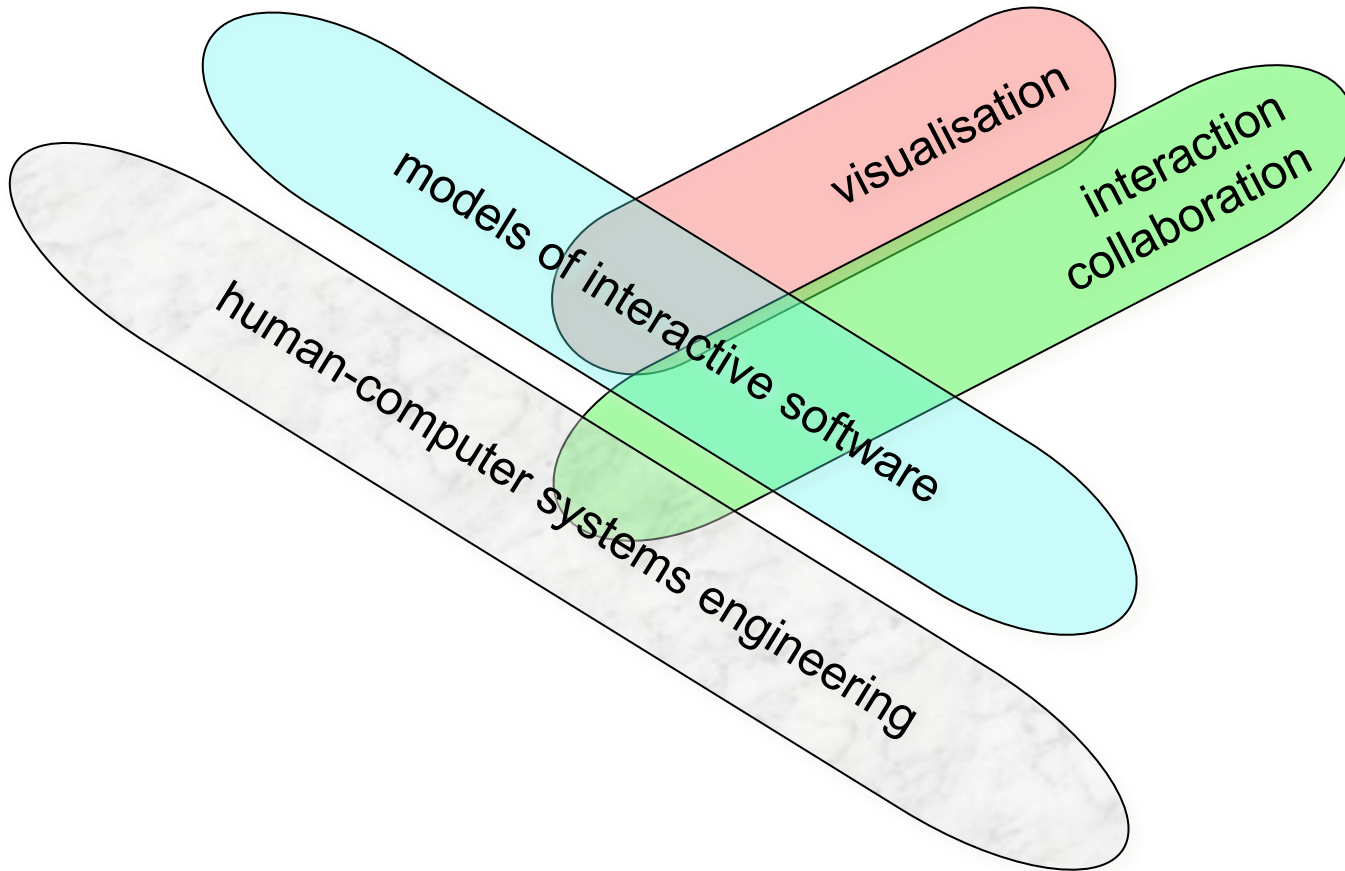 visualisation
interaction
collaboration
models of interactive software
human-computer systems engineering